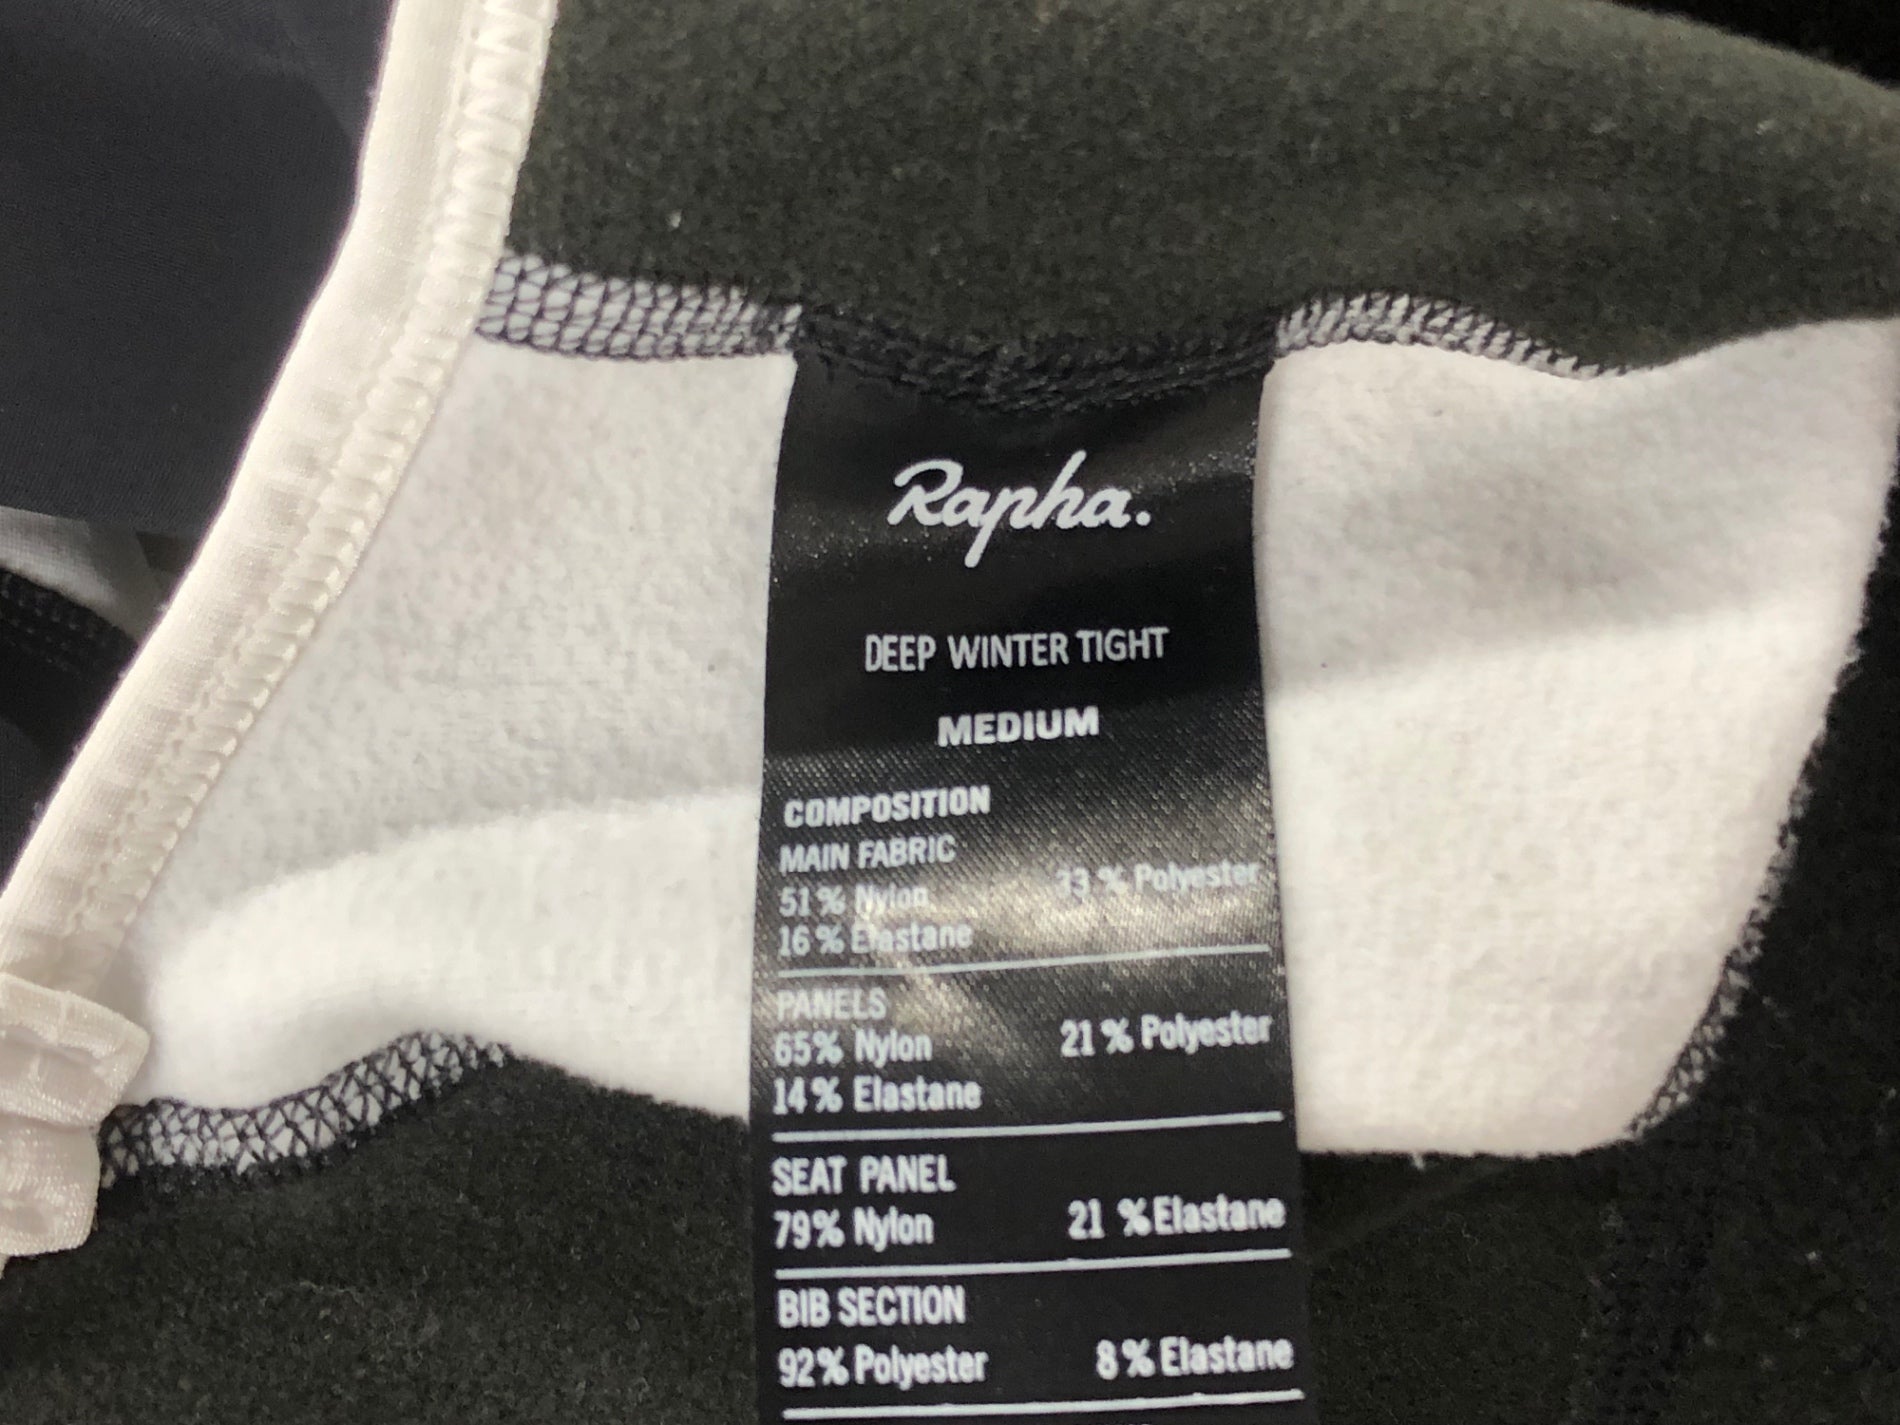 Rapha.
DEEP WINTER TIGHT
MEDIUM
COMPOSITION
MAIN FABRIC
51 % Nylon 33 % Polyester
16 % Elastane
PANELS
65% Nylon 21 % Polyester
14 % Elastane
SEAT PANEL
79% Nylon 21 % Elastane
BIB SECTION
92% Polyester 8 % Elastane